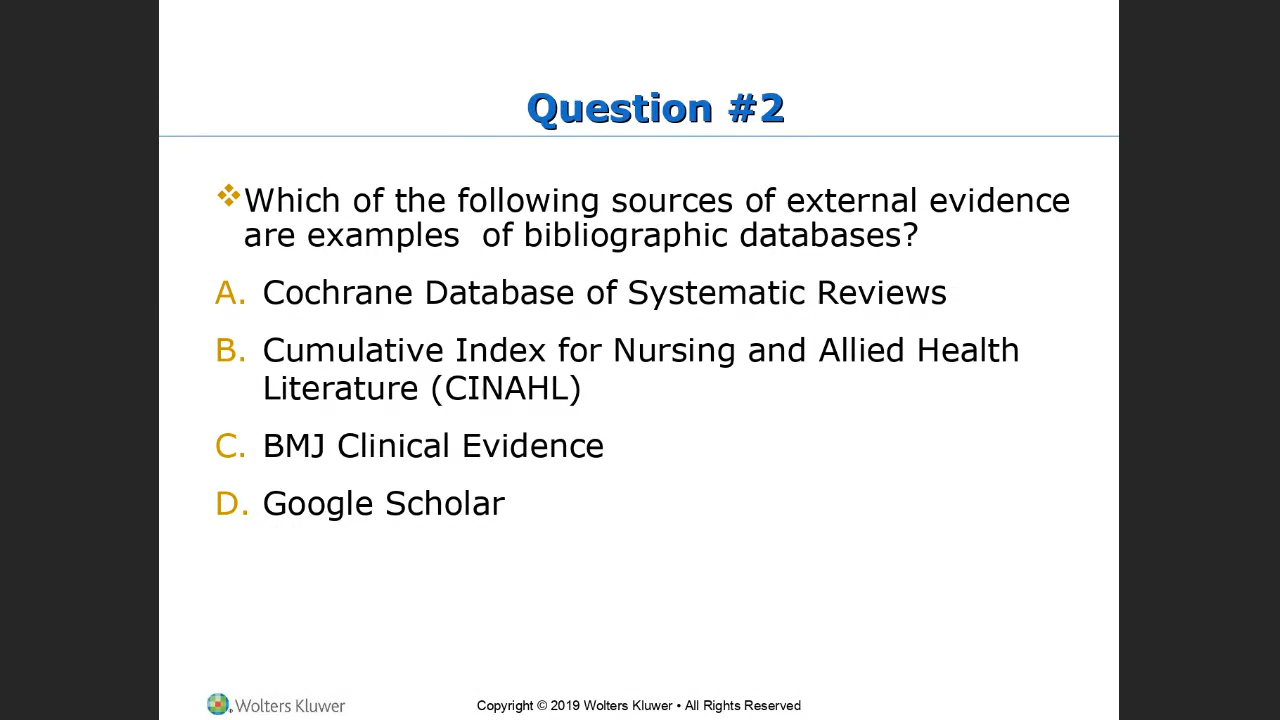 Question #2
❖Which of the following sources of external evidence
are examples  of bibliographic databases?
A. Cochrane Database of Systematic Reviews
B. Cumulative Index for Nursing and Allied Health
Literature (CINAHL)
C. BMJ Clinical Evidence
D. Google Scholar
Wolters Kluwer
Copyright © 2019 Wolters Kluwer • All Rights Reserved